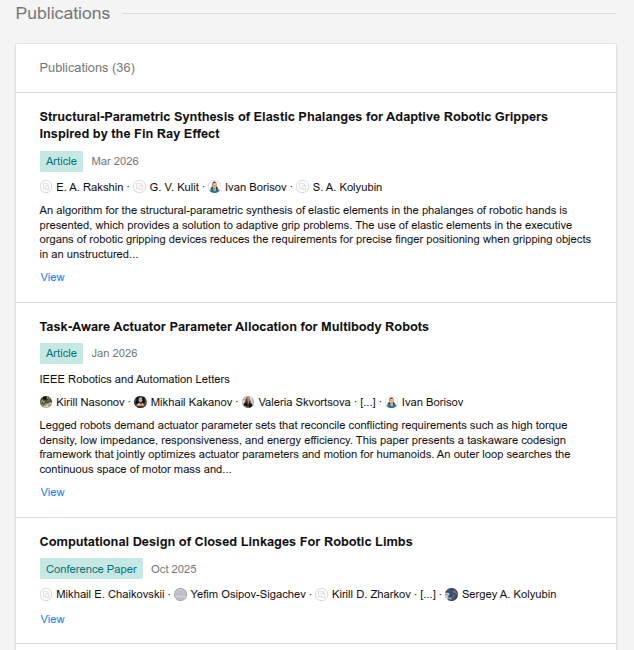 Publications
Publications (36)
Structural-Parametric Synthesis of Elastic Phalanges for Adaptive Robotic Grippers
Inspired by the Fin Ray Effect
Article Mar 2026
E. A. Rakshin · G. V. Kulit · Ivan Borisov · S. A. Kolyubin
An algorithm for the structural-parametric synthesis of elastic elements in the phalanges of robotic hands is
presented, which provides a solution to adaptive grip problems. The use of elastic elements in the executive
organs of robotic gripping devices reduces the requirements for precise finger positioning when gripping objects
in an unstructured...
View
Task-Aware Actuator Parameter Allocation for Multibody Robots
Article Jan 2026
IEEE Robotics and Automation Letters
Kirill Nasonov · Mikhail Kakanov · Valeria Skvortsova · [...] · Ivan Borisov
Legged robots demand actuator parameter sets that reconcile conflicting requirements such as high torque
density, low impedance, responsiveness, and energy efficiency. This paper presents a taskaware codesign
framework that jointly optimizes actuator parameters and motion for humanoids. An outer loop searches the
continuous space of motor mass and...
View
Computational Design of Closed Linkages For Robotic Limbs
Conference Paper Oct 2025
Mikhail E. Chaikovskii · Yefim Osipov-Sigachev · Kirill D. Zharkov · [...] · Sergey A. Kolyubin
View